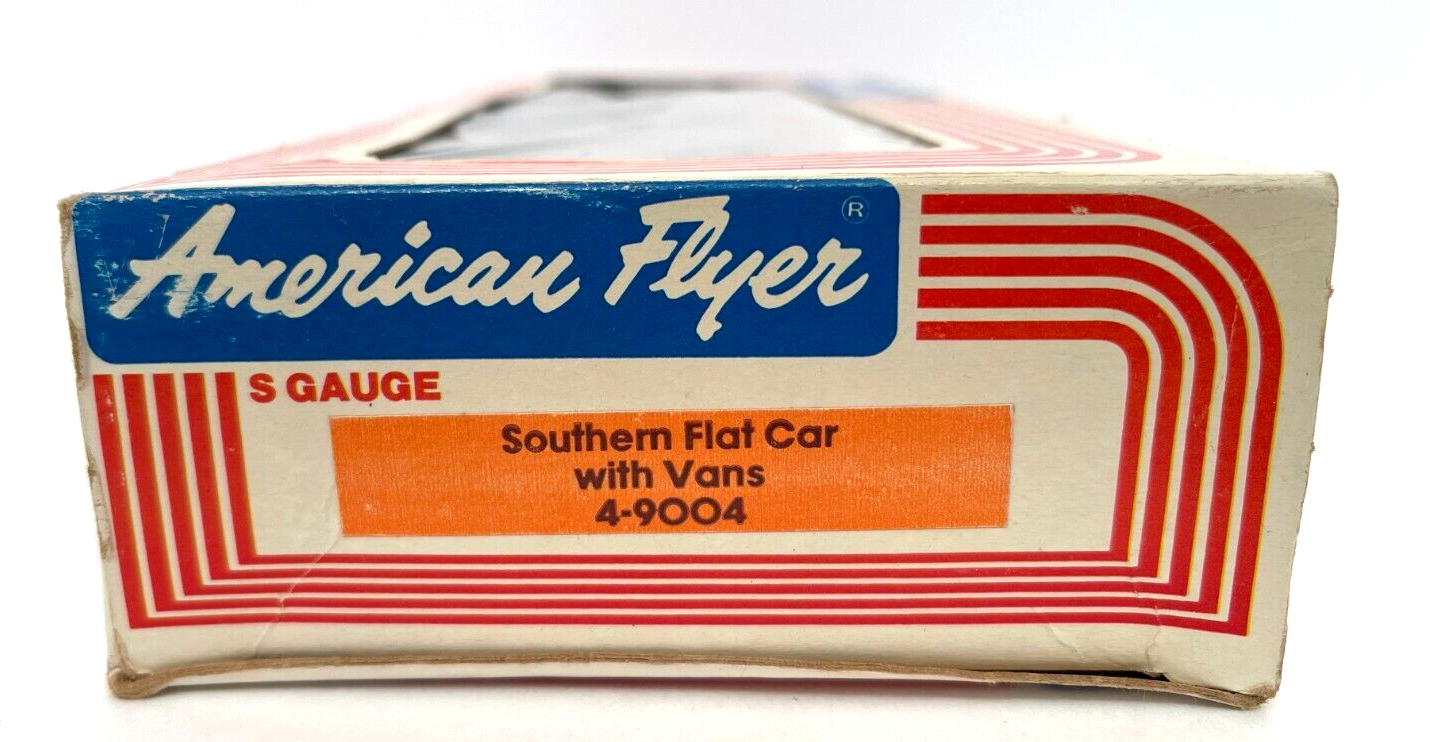 American Flyer ®
S GAUGE
Southern Flat Car
with Vans
4-9004